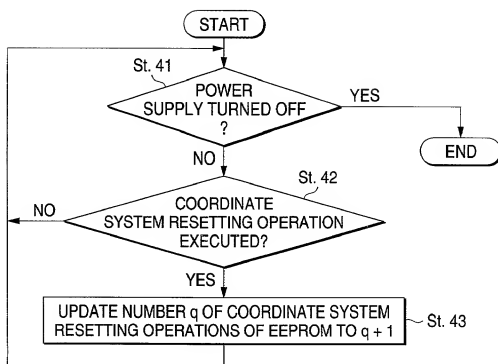 START
St. 41
POWER
SUPPLY TURNED OFF
?
YES
END
NO
St. 42
COORDINATE
SYSTEM RESETTING OPERATION
EXECUTED?
NO
YES
UPDATE NUMBER q OF COORDINATE SYSTEM
RESETTING OPERATIONS OF EEPROM TO q + 1
St. 43